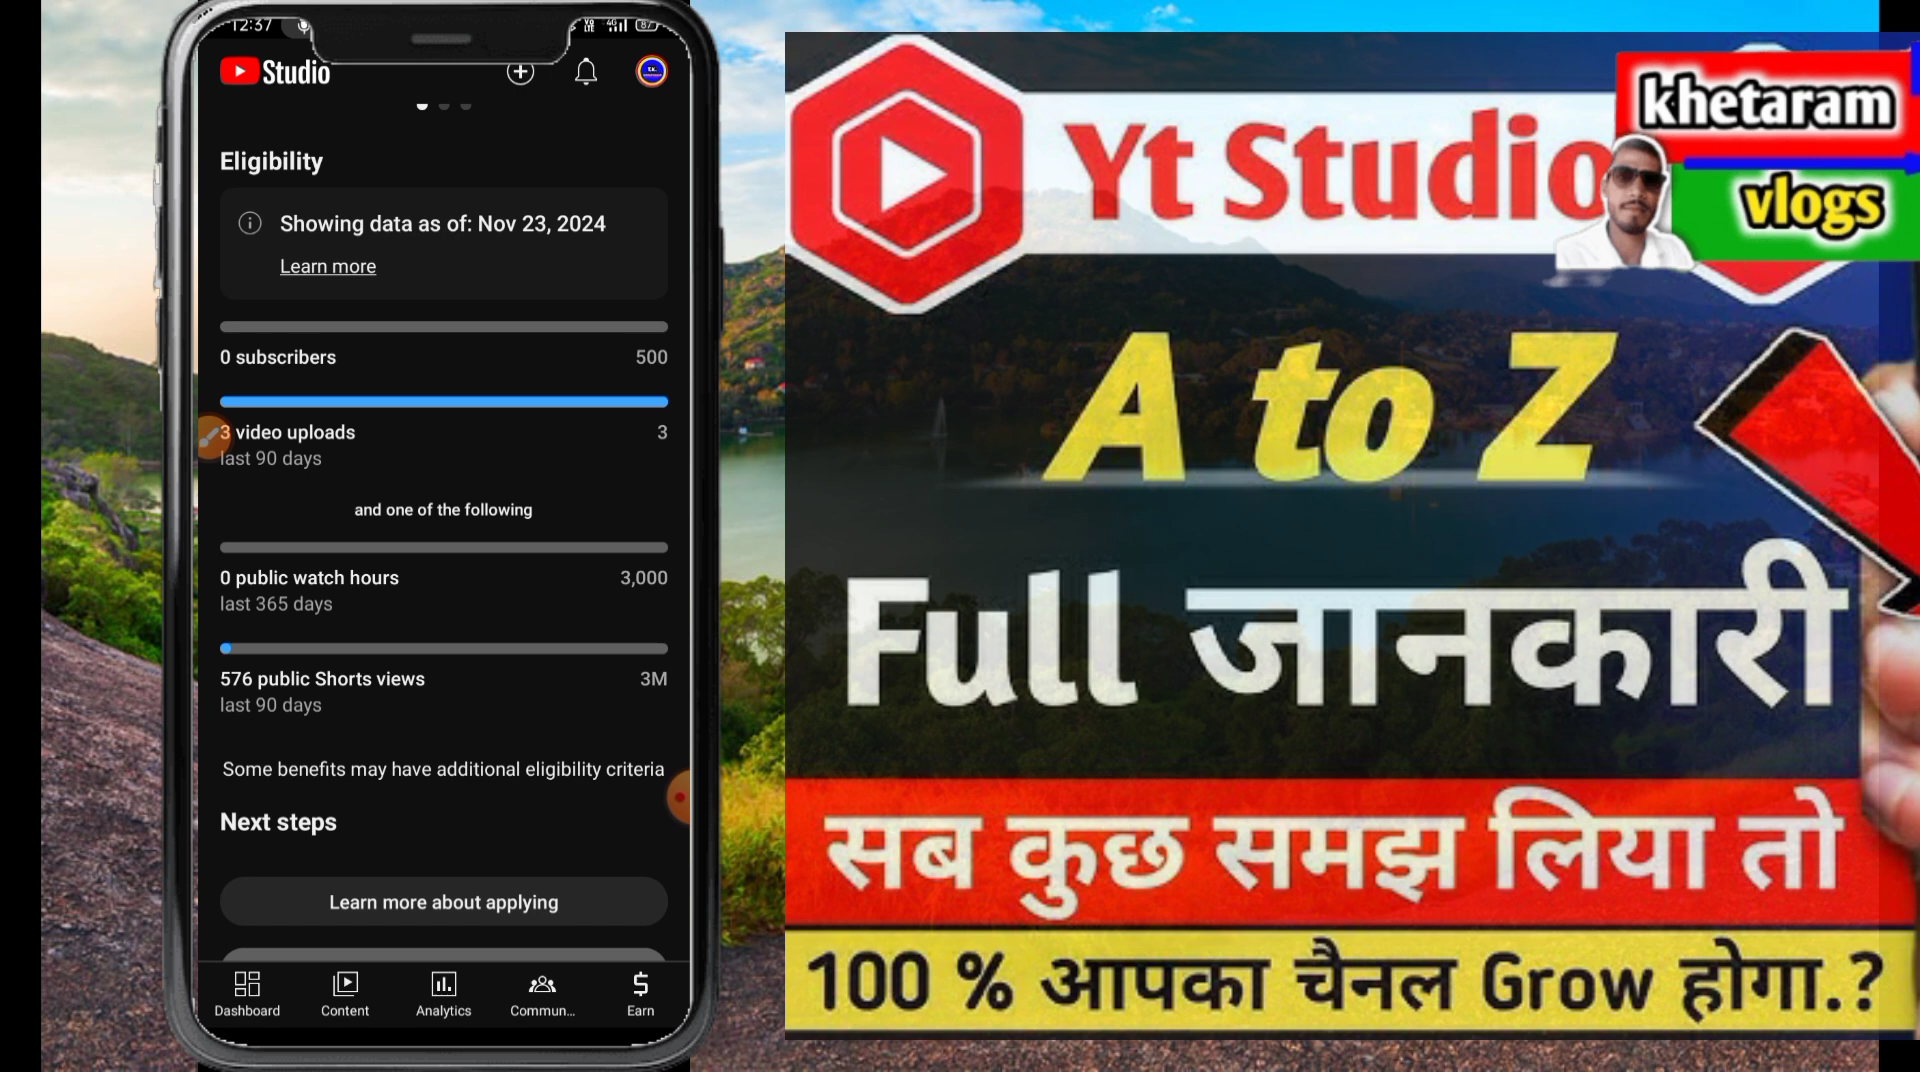 12:37
4G
87
Studio
Eligibility
Showing data as of: Nov 23, 2024
Learn more
0 subscribers 500
3 video uploads 3
last 90 days
and one of the following
0 public watch hours 3,000
last 365 days
576 public Shorts views 3M
last 90 days
Some benefits may have additional eligibility criteria
Next steps
Learn more about applying
Dashboard Content Analytics Commun... Earn
Yt Studio
khetaram
vlogs
A to Z
Full जानकारी
सब कुछ समझ लिया तो
100 % आपका चैनल Grow होगा.?